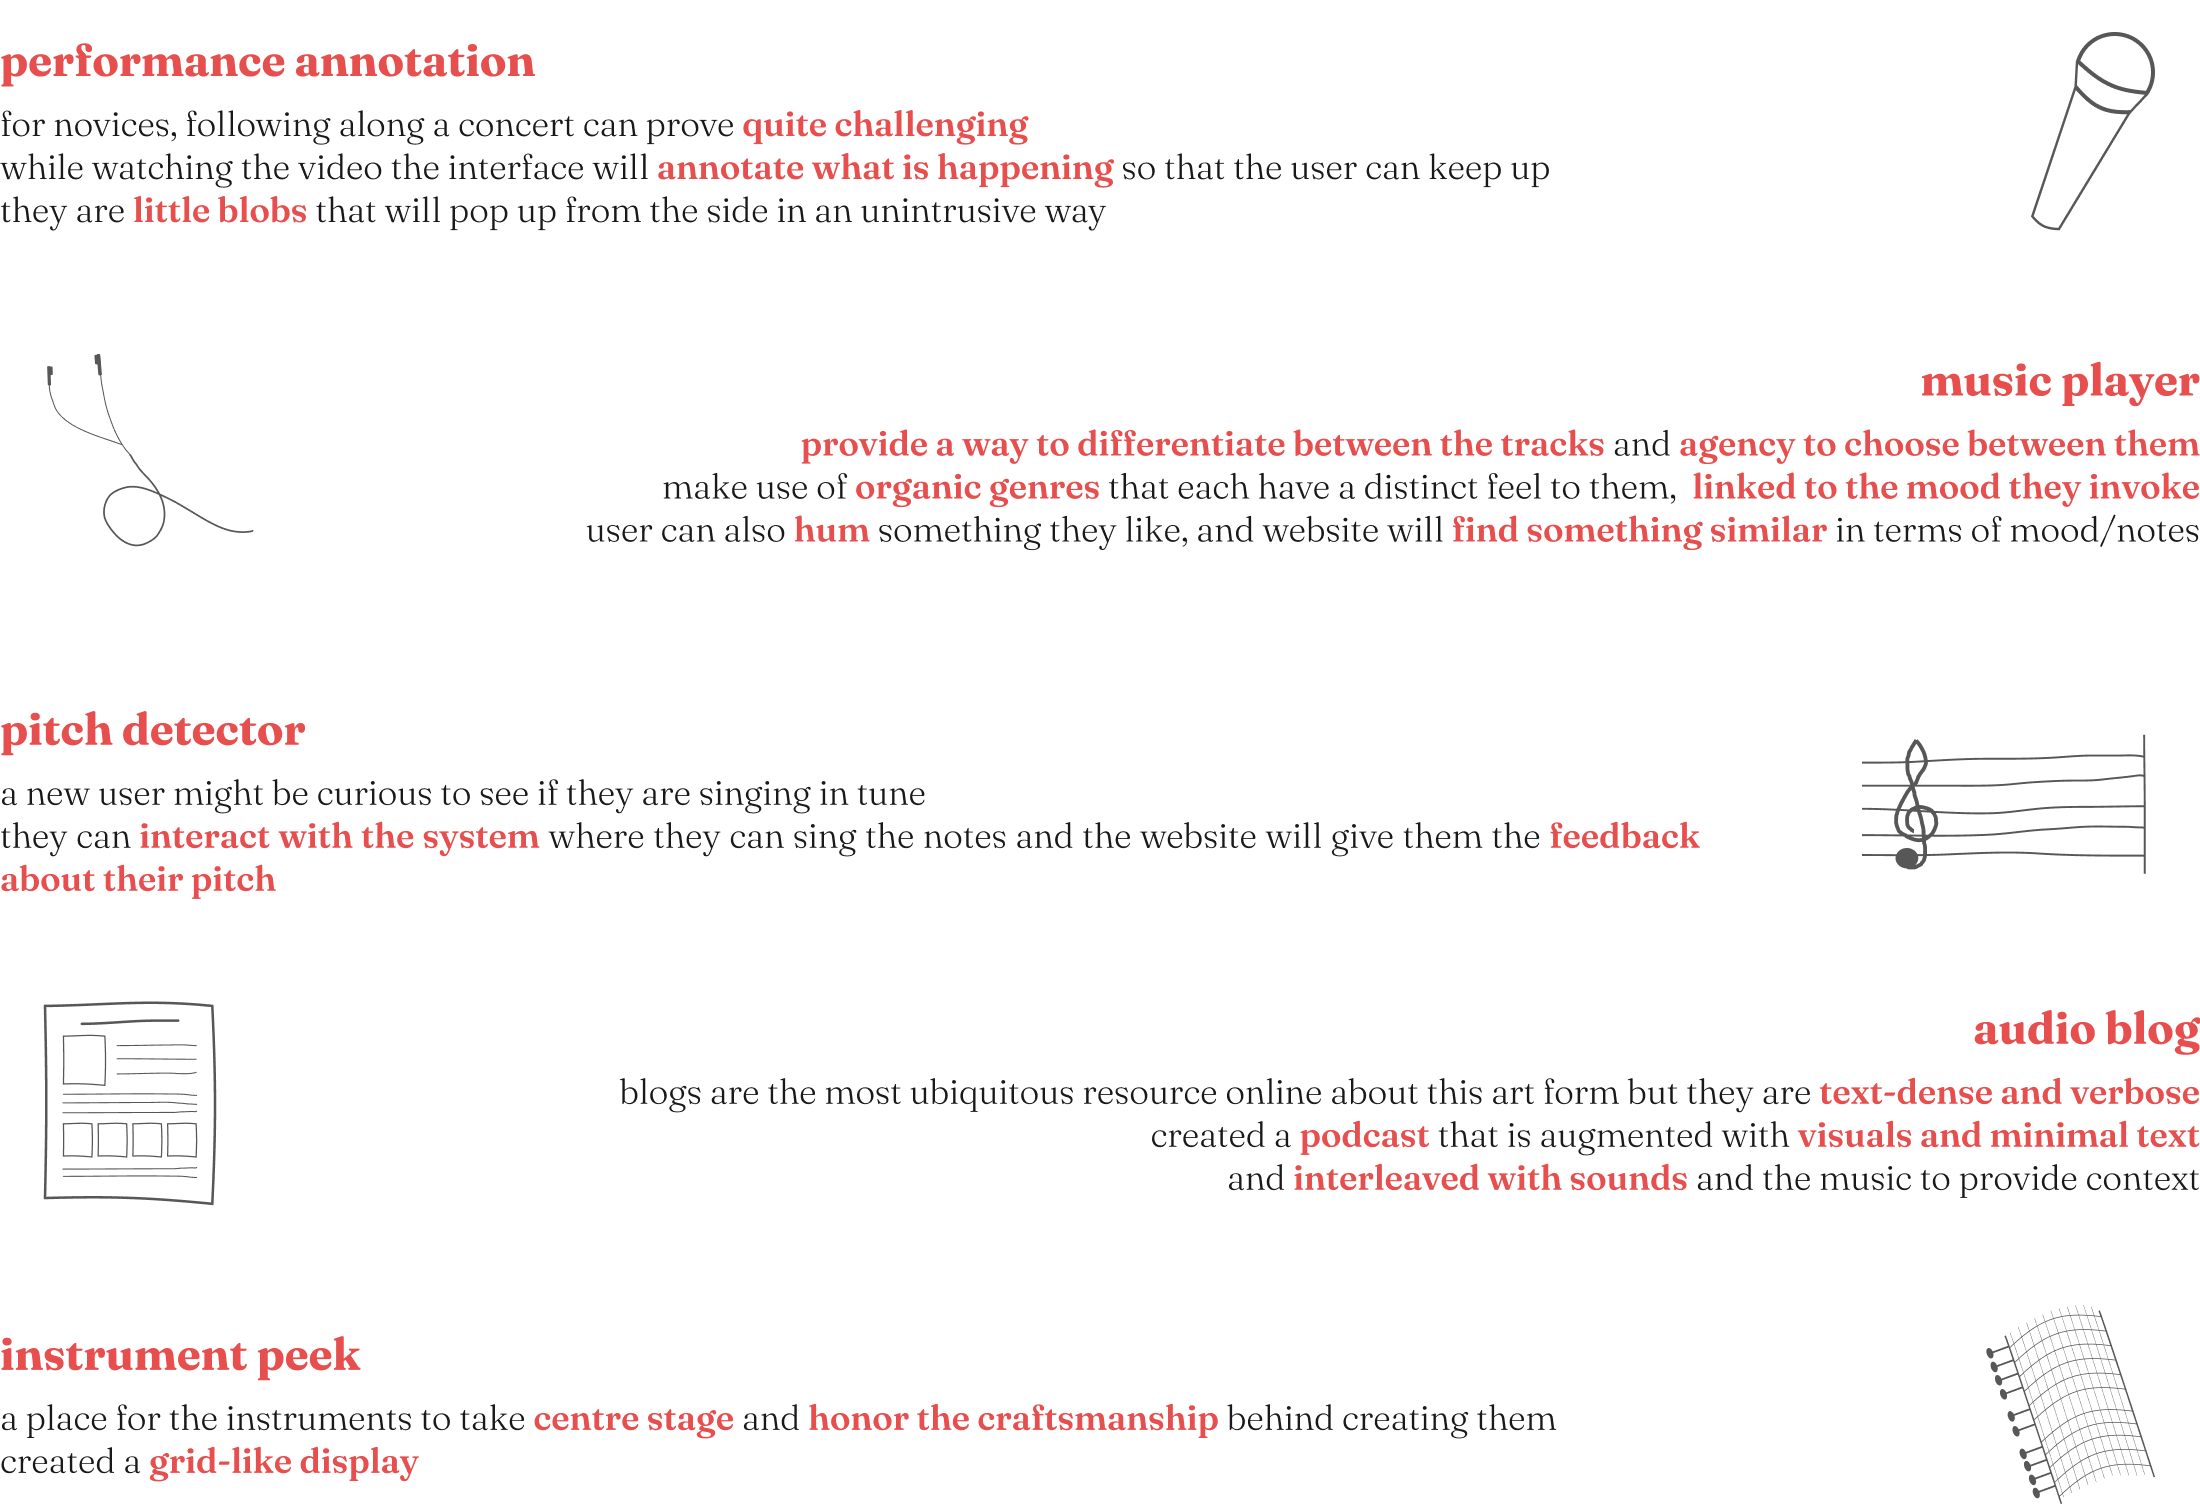 performance annotation
for novices, following along a concert can prove quite challenging
while watching the video the interface will annotate what is happening so that the user can keep up
they are little blobs that will pop up from the side in an unintrusive way
music player
provide a way to differentiate between the tracks and agency to choose between them
make use of organic genres that each have a distinct feel to them, linked to the mood they invoke
user can also hum something they like, and website will find something similar in terms of mood/notes
pitch detector
a new user might be curious to see if they are singing in tune
they can interact with the system where they can sing the notes and the website will give them the feedback
about their pitch
audio blog
blogs are the most ubiquitous resource online about this art form but they are text-dense and verbose
created a podcast that is augmented with visuals and minimal text
and interleaved with sounds and the music to provide context
instrument peek
a place for the instruments to take centre stage and honor the craftsmanship behind creating them
created a grid-like display